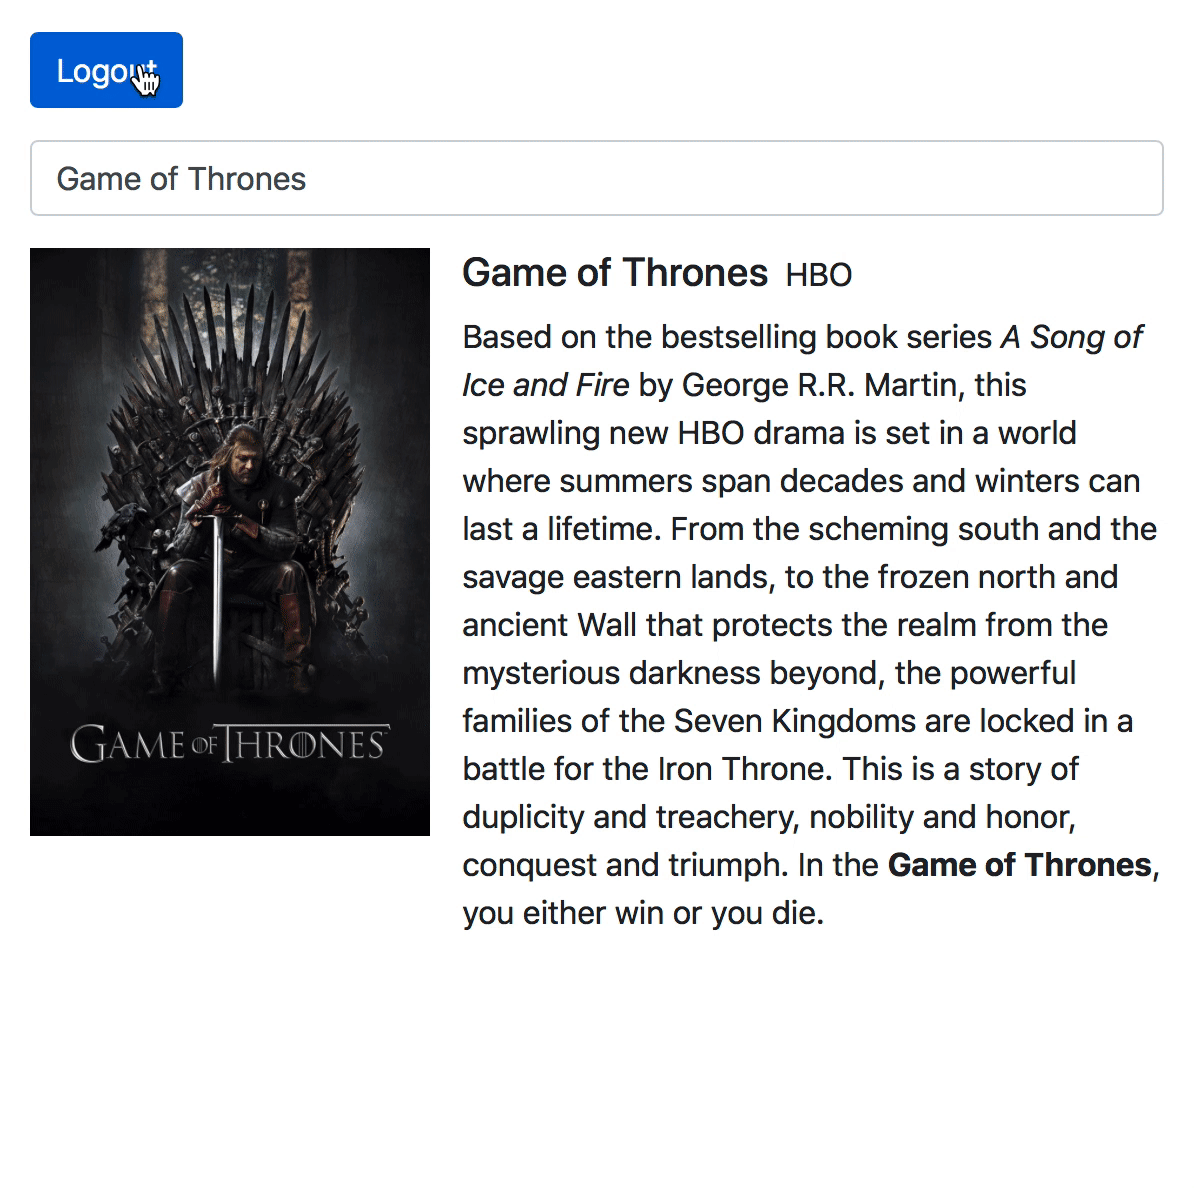 Logout
Game of Thrones
GAME OF THRONES
Game of Thrones HBO
Based on the bestselling book series A Song of
Ice and Fire by George R.R. Martin, this
sprawling new HBO drama is set in a world
where summers span decades and winters can
last a lifetime. From the scheming south and the
savage eastern lands, to the frozen north and
ancient Wall that protects the realm from the
mysterious darkness beyond, the powerful
families of the Seven Kingdoms are locked in a
battle for the Iron Throne. This is a story of
duplicity and treachery, nobility and honor,
conquest and triumph. In the Game of Thrones,
you either win or you die.